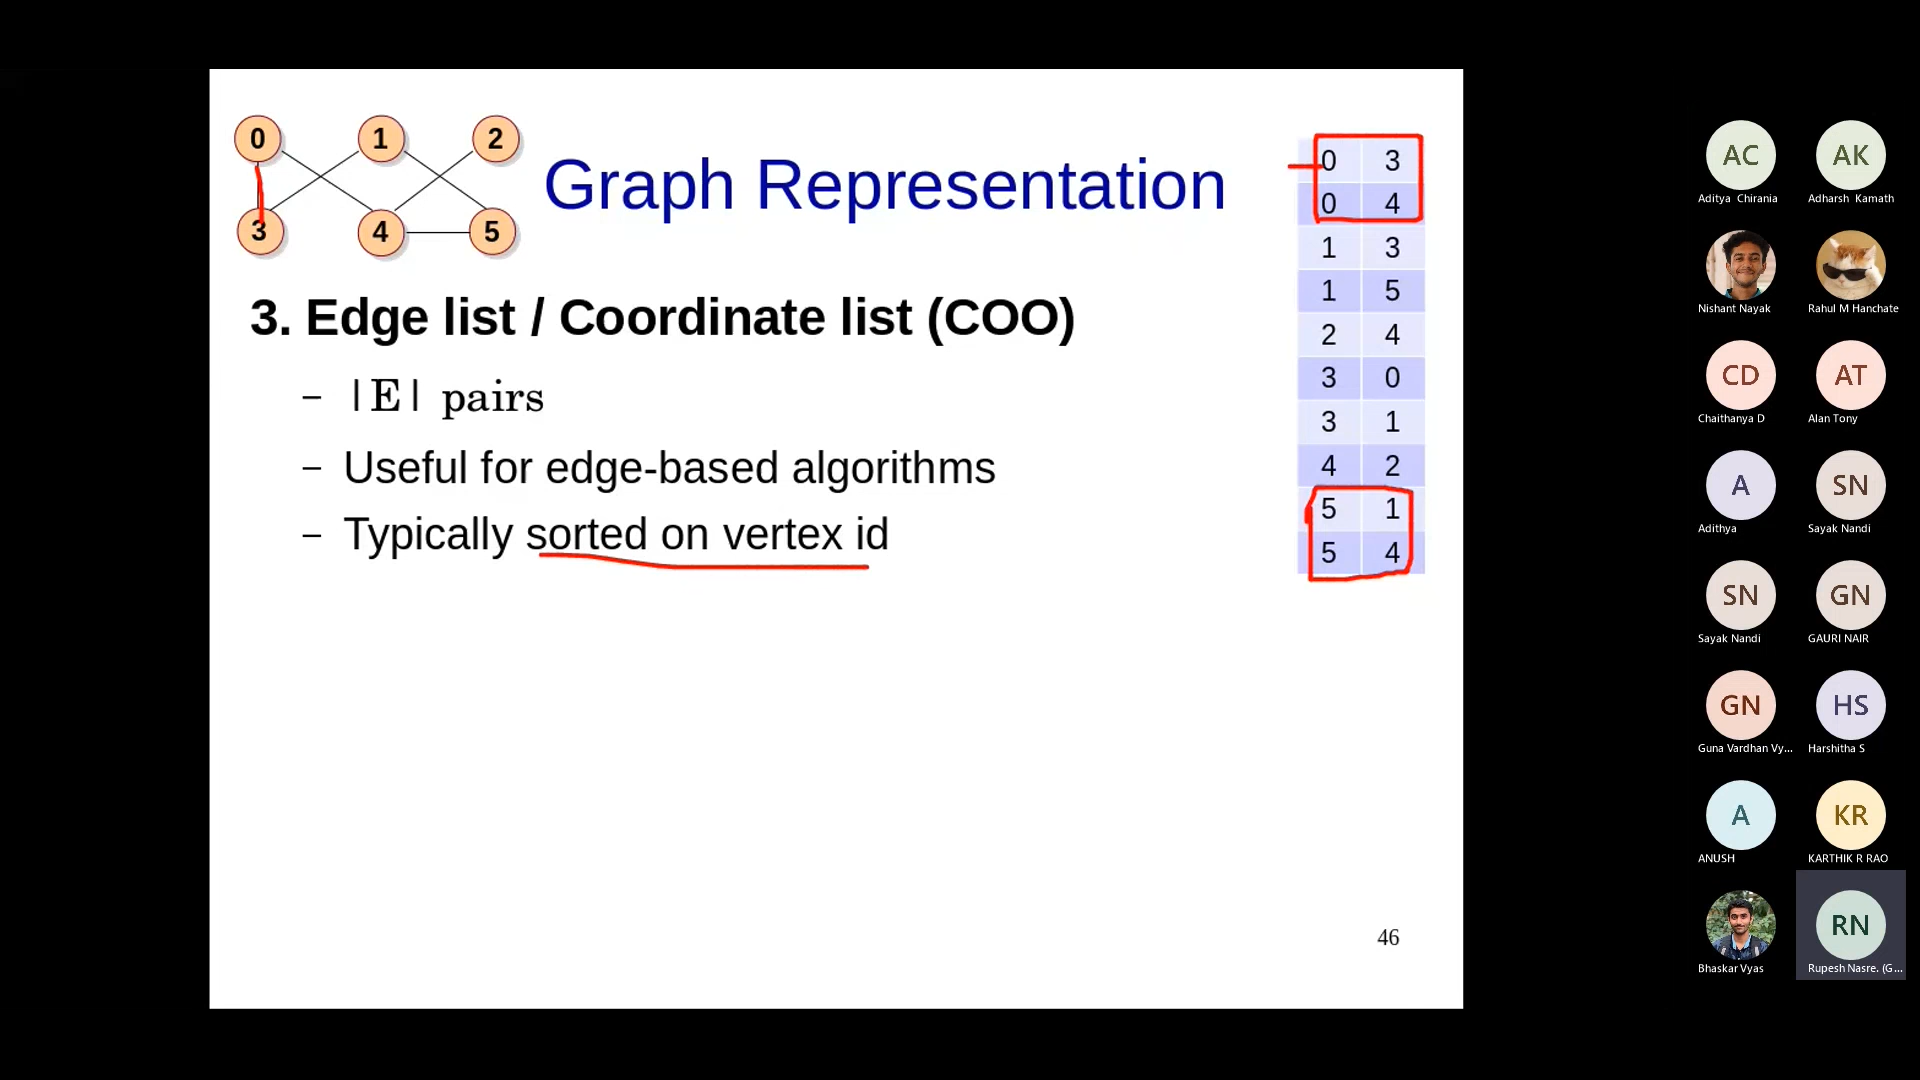 0 1 2
3 4 5
Graph Representation
3. Edge list / Coordinate list (COO)
– |E| pairs
– Useful for edge-based algorithms
– Typically sorted on vertex id
0 3
0 4
1 3
1 5
2 4
3 0
3 1
4 2
5 1
5 4
46
AC AK
Aditya Chirania Adharsh Kamath
Nishant Nayak Rahul M Hanchate
CD AT
Chaithanya D Alan Tony
A SN
Adithya Sayak Nandi
SN GN
Sayak Nandi GAURI NAIR
GN HS
Guna Vardhan Vy... Harshitha S
A KR
ANUSH KARTHIK R RAO
RN
Bhaskar Vyas Rupesh Nasre. (G...